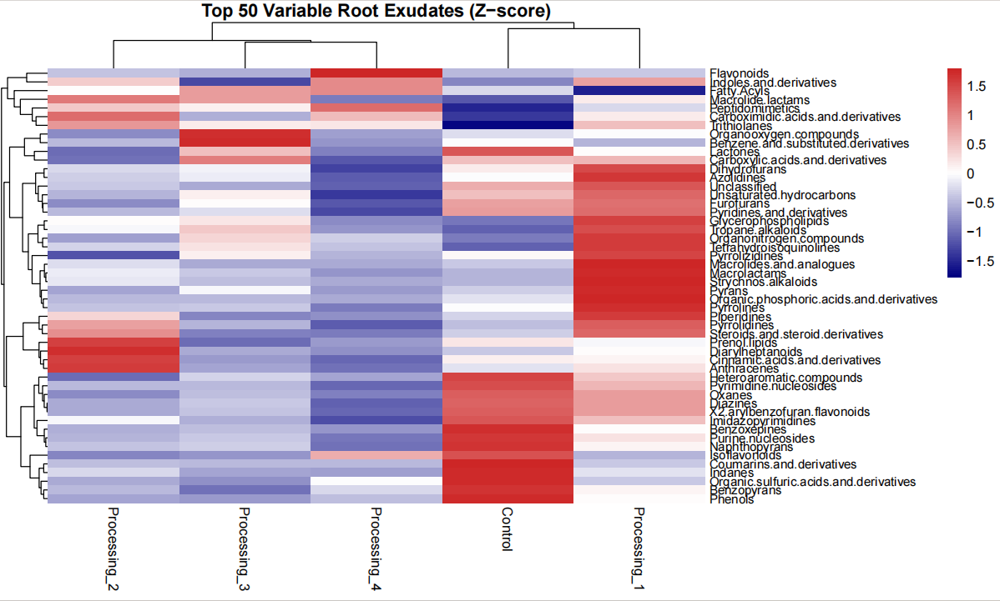 Top 50 Variable Root Exudates (Z−score)
Flavonoids
Indoles.and.derivatives
Fatty.Acyls
Macrolide.lactams
Peptidomimetics
Carboximidic.acids.and.derivatives
Trithiolanes
Organooxygen.compounds
Benzene.and.substituted.derivatives
Lactones
Carboxylic.acids.and.derivatives
Dihydrofurans
Azolidines
Unclassified
Unsaturated.hydrocarbons
Furofurans
Pyridines.and.derivatives
Glycerophospholipids
Tropane.alkaloids
Organonitrogen.compounds
Tetrahydroisoquinolines
Pyrrolizidines
Macrolides.and.analogues
Macrolactams
Strychnos.alkaloids
Pyrans
Organic.phosphoric.acids.and.derivatives
Pyrrolines
Piperidines
Pyrrolidines
Steroids.and.steroid.derivatives
Prenol.lipids
Diarylheptanoids
Cinnamic.acids.and.derivatives
Anthracenes
Heteroaromatic.compounds
Pyrimidine.nucleosides
Oxanes
Diazines
X2.arylbenzofuran.flavonoids
Imidazopyrimidines
Benzoxepines
Purine.nucleosides
Naphthopyrans
Isoflavonoids
Coumarins.and.derivatives
Indanes
Organic.sulfuric.acids.and.derivatives
Benzopyrans
Phenols
1.5
1
0.5
0
−0.5
−1
−1.5
Processing_2
Processing_3
Processing_4
Control
Processing_1